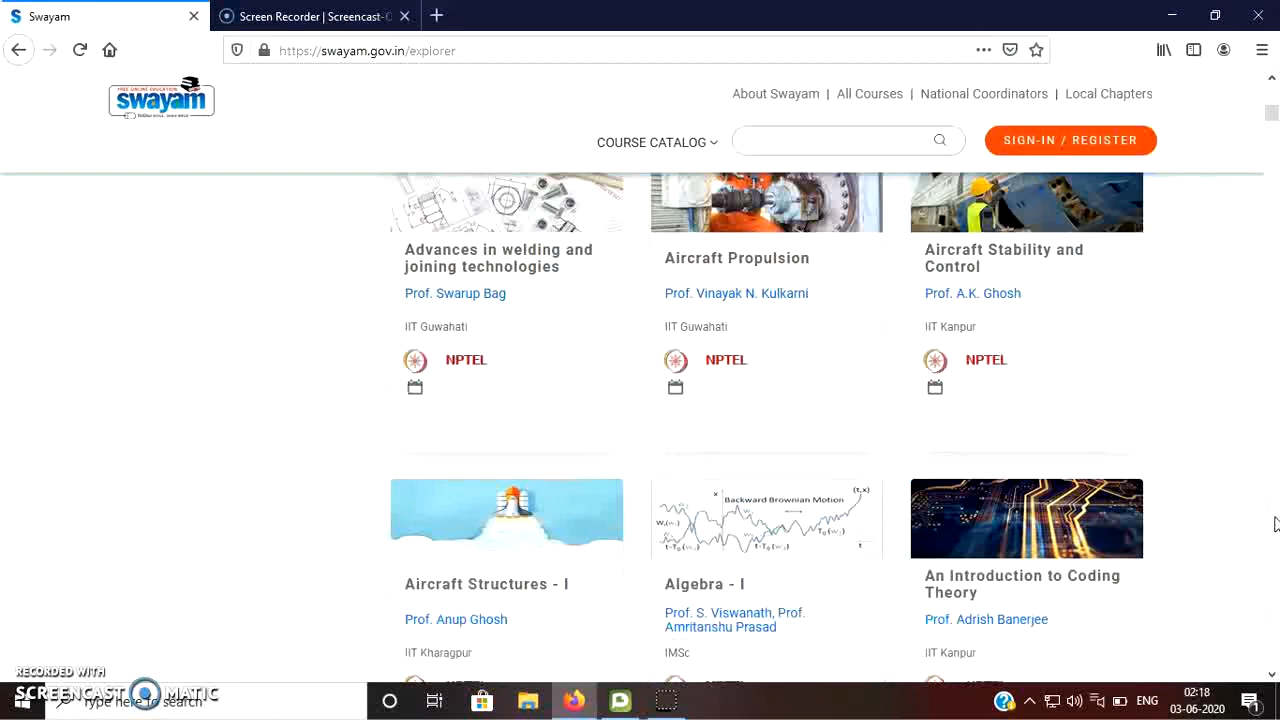 Swayam
Screen Recorder | Screencast-O
https://swayam.gov.in/explorer
FREE ONLINE EDUCATION
swayam
About Swayam | All Courses | National Coordinators | Local Chapters
COURSE CATALOG
SIGN-IN / REGISTER
Advances in welding and
joining technologies
Prof. Swarup Bag
IIT Guwahati
NPTEL
Aircraft Propulsion
Prof. Vinayak N. Kulkarni
IIT Guwahati
NPTEL
Aircraft Stability and
Control
Prof. A.K. Ghosh
IIT Kanpur
NPTEL
Aircraft Structures - I
Prof. Anup Ghosh
IIT Kharagpur
x
Backward Brownian Motion
(t,x)
t
Algebra - I
Prof. S. Viswanath, Prof.
Amritanshu Prasad
IMSc
An Introduction to Coding
Theory
Prof. Adrish Banerjee
IIT Kanpur
RECORDED WITH
SCREENCAST MATIC
Type here to search
ENG
02:18
03-06-2020